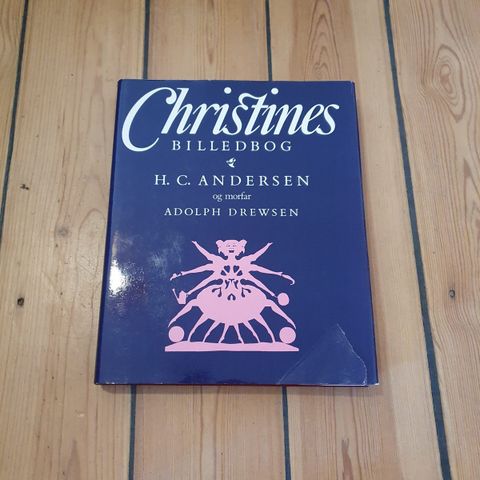 Christines
BILLEDBOG
H. C. ANDERSEN
og morfar
ADOLPH DREWSEN